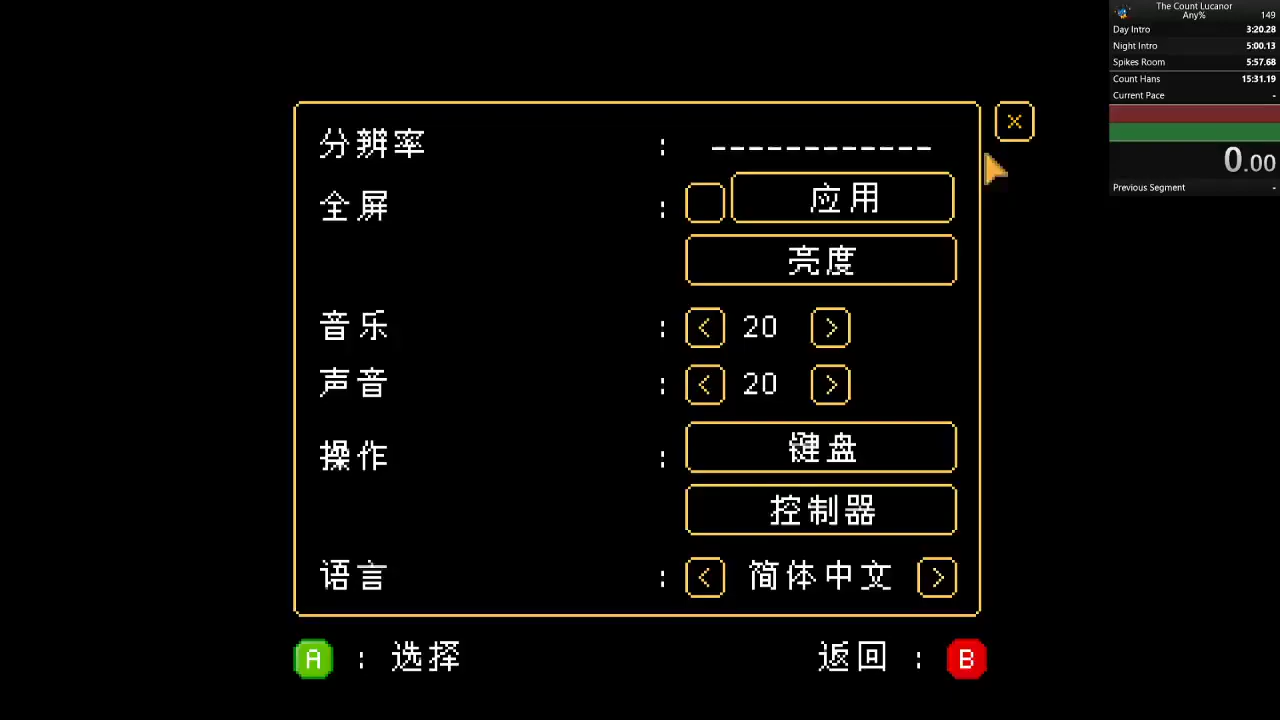 The Count Lucanor
Any% 149
Day Intro 3:20.28
Night Intro 5:00.13
Spikes Room 5:57.68
Count Hans 15:31.19
Current Pace -
0.00
Previous Segment -
分辨率 : ------------
全屏 : 应用
亮度
音乐 : < 20 >
声音 : < 20 >
操作 : 键盘
控制器
语言 : < 简体中文 >
A : 选择 返回 : B